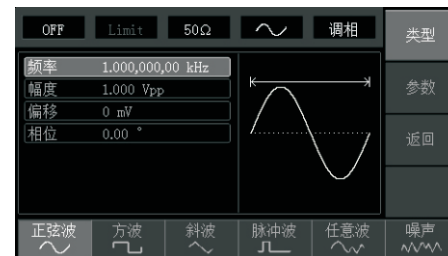 OFF Limit 50Ω 调相 类型
频率 1.000,000,00 kHz
幅度 1.000 Vpp
参数
偏移 0 mV
相位 0.00 °
返回
正弦波 方波 斜波 脉冲波 任意波 噪声